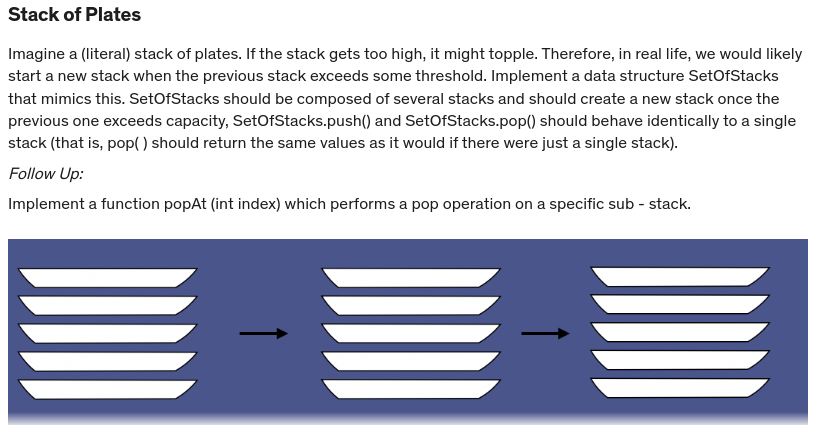 Stack of Plates
Imagine a (literal) stack of plates. If the stack gets too high, it might topple. Therefore, in real life, we would likely
start a new stack when the previous stack exceeds some threshold. Implement a data structure SetOfStacks
that mimics this. SetOfStacks should be composed of several stacks and should create a new stack once the
previous one exceeds capacity, SetOfStacks.push() and SetOfStacks.pop() should behave identically to a single
stack (that is, pop( ) should return the same values as it would if there were just a single stack).
Follow Up:
Implement a function popAt (int index) which performs a pop operation on a specific sub - stack.